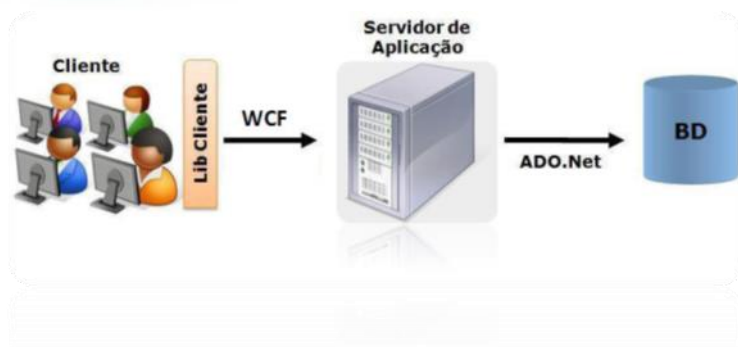 Cliente
Lib Cliente
WCF
Servidor de
Aplicação
ADO.Net
BD